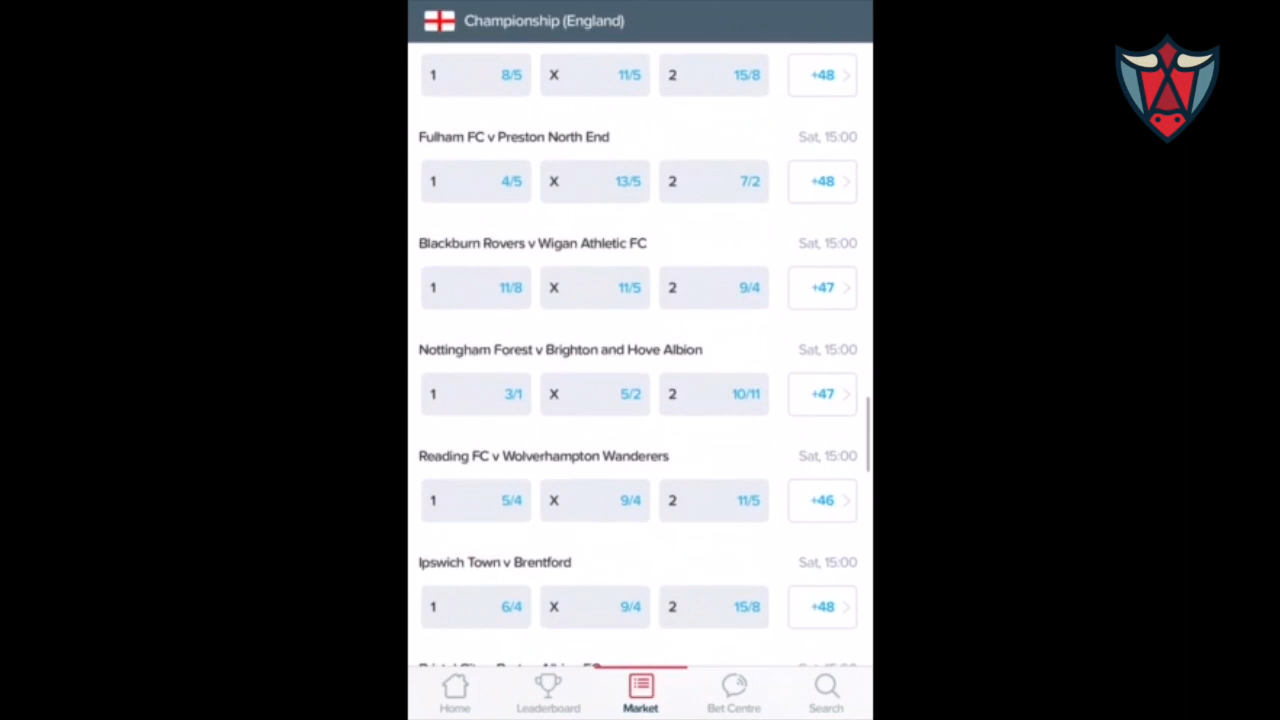 Championship (England)
1 8/5 X 11/5 2 15/8 +48
Fulham FC v Preston North End Sat, 15:00
1 4/5 X 13/5 2 7/2 +48
Blackburn Rovers v Wigan Athletic FC Sat, 15:00
1 11/8 X 11/5 2 9/4 +47
Nottingham Forest v Brighton and Hove Albion Sat, 15:00
1 3/1 X 5/2 2 10/11 +47
Reading FC v Wolverhampton Wanderers Sat, 15:00
1 5/4 X 9/4 2 11/5 +46
Ipswich Town v Brentford Sat, 15:00
1 6/4 X 9/4 2 15/8 +48
Home Leaderboard Market Bet Centre Search